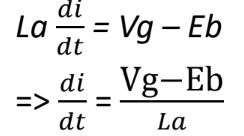 La di/dt = Vg – Eb
=> di/dt = Vg–Eb/La